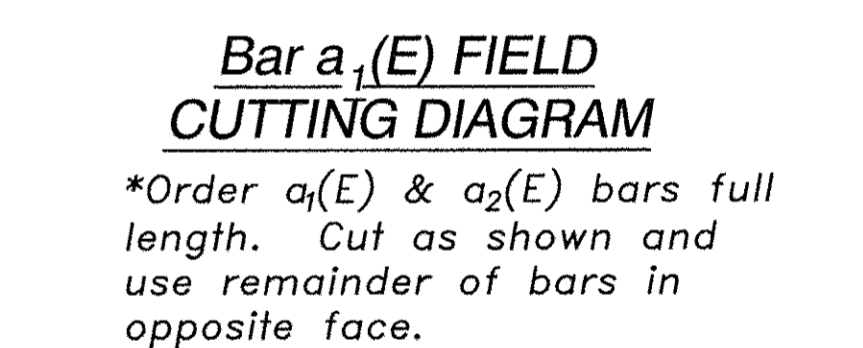 Bar a₁(E) FIELD
CUTTING DIAGRAM
*Order a₁(E) & a₂(E) bars full
length. Cut as shown and
use remainder of bars in
opposite face.